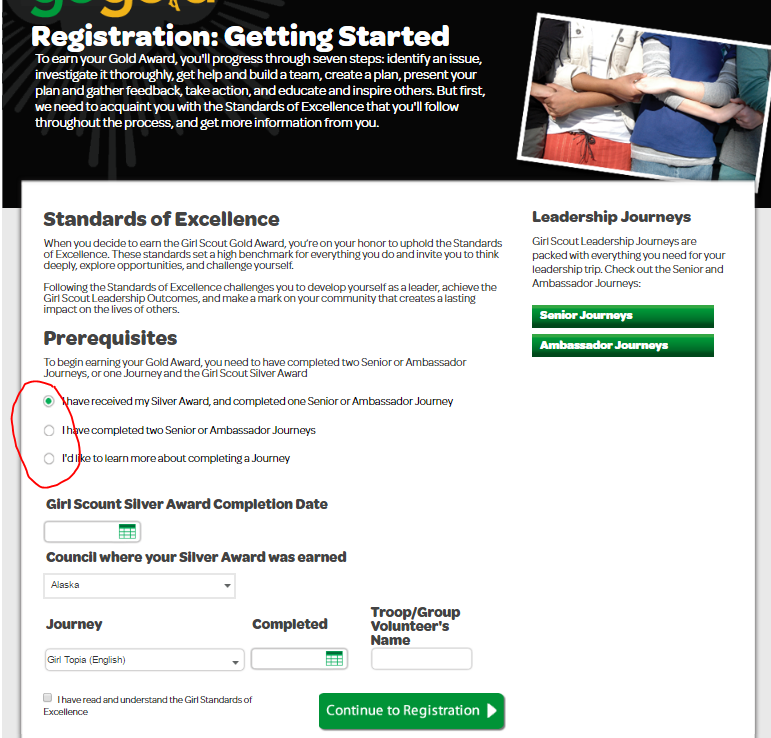 gogold
Registration: Getting Started
To earn your Gold Award, you'll progress through seven steps: identify an issue,
investigate it thoroughly, get help and build a team, create a plan, present your
plan and gather feedback, take action, and educate and inspire others. But first,
we need to acquaint you with the Standards of Excellence that you'll follow
throughout the process, and get more information from you.
Standards of Excellence
When you decide to earn the Girl Scout Gold Award, you're on your honor to uphold the Standards
of Excellence. These standards set a high benchmark for everything you do and invite you to think
deeply, explore opportunities, and challenge yourself.
Following the Standards of Excellence challenges you to develop yourself as a leader, achieve the
Girl Scout Leadership Outcomes, and make a mark on your community that creates a lasting
impact on the lives of others.
Prerequisites
To begin earning your Gold Award, you need to have completed two Senior or Ambassador
Journeys, or one Journey and the Girl Scout Silver Award
I have received my Silver Award, and completed one Senior or Ambassador Journey
I have completed two Senior or Ambassador Journeys
I'd like to learn more about completing a Journey
Girl Scount Silver Award Completion Date
Council where your Silver Award was earned
Alaska
Journey
Completed
Troop/Group
Volunteer's
Name
Girl Topia (English)
I have read and understand the Girl Standards of
Excellence
Continue to Registration
Leadership Journeys
Girl Scout Leadership Journeys are
packed with everything you need for your
leadership trip. Check out the Senior and
Ambassador Journeys:
Senior Journeys
Ambassador Journeys